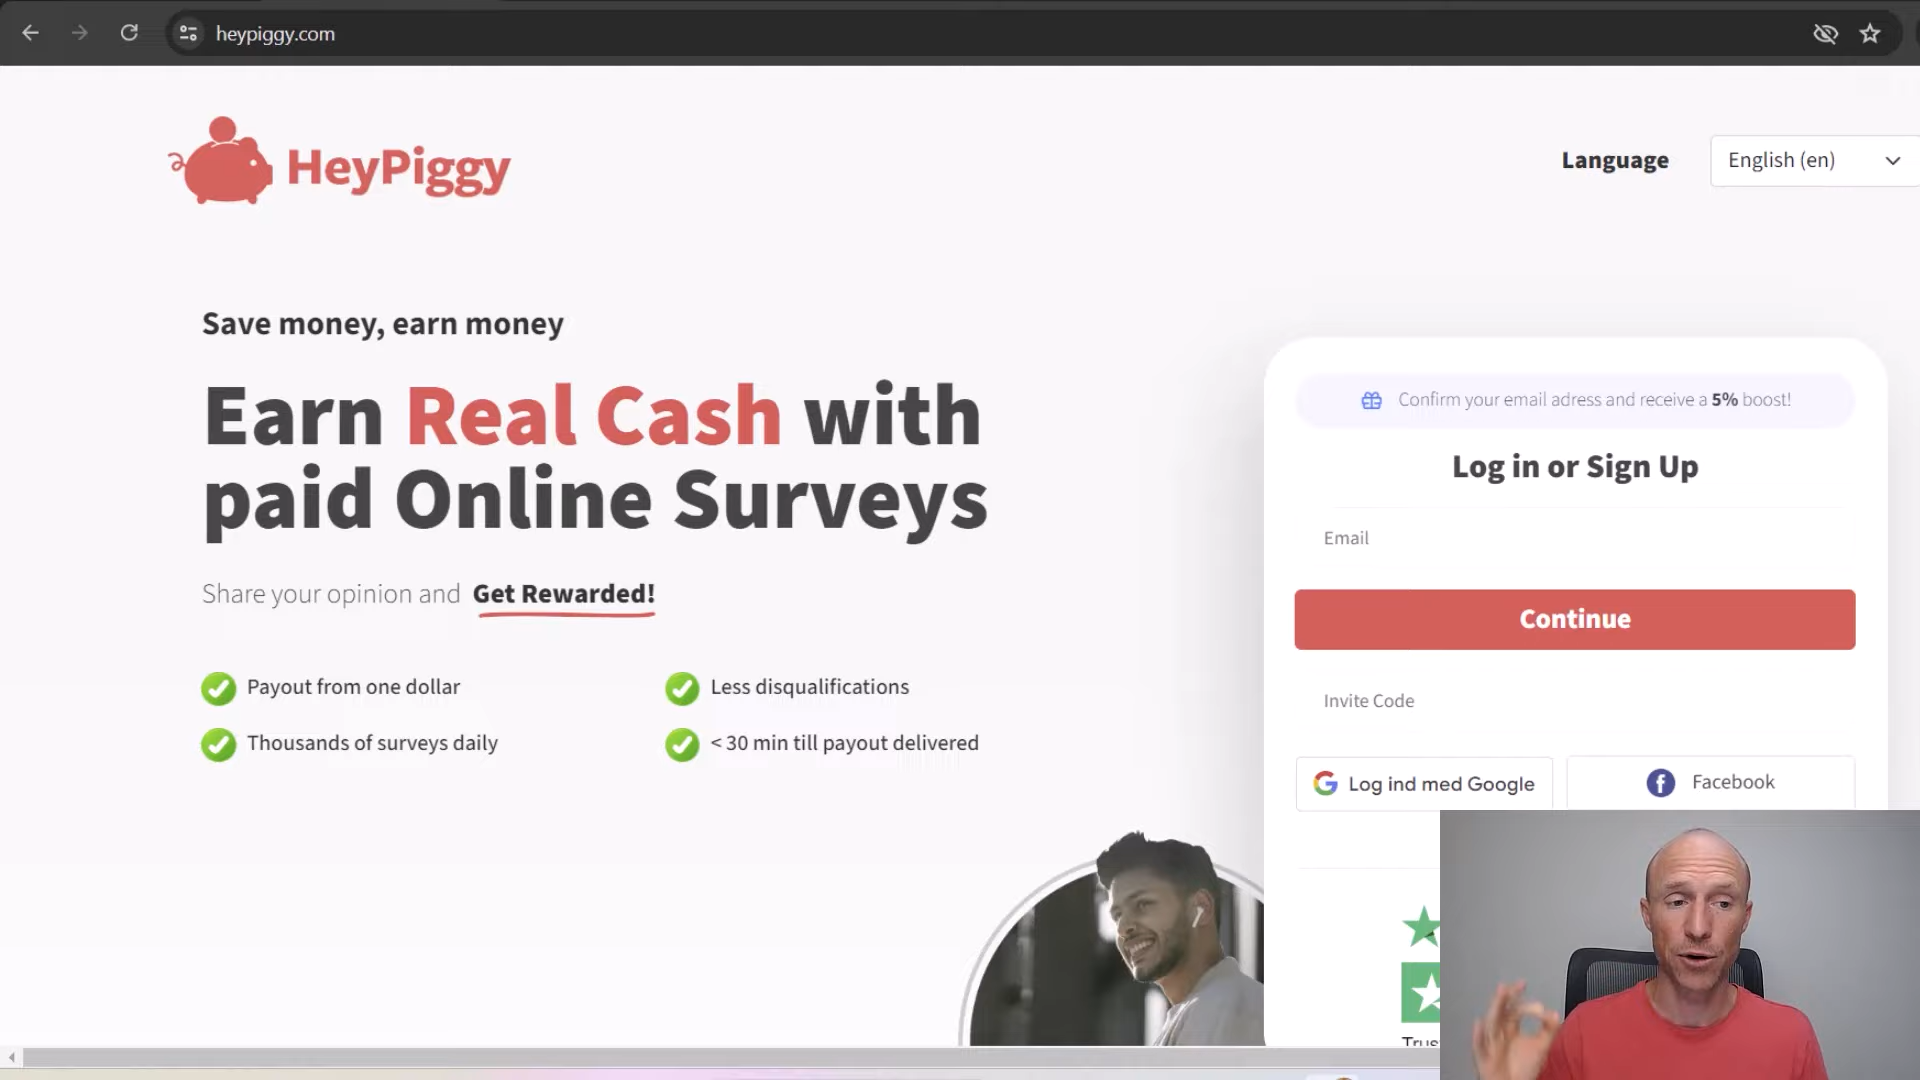 heypiggy.com
HeyPiggy
Language
English (en)
Save money, earn money
Earn Real Cash with
paid Online Surveys
Share your opinion and Get Rewarded!
Payout from one dollar
Less disqualifications
Thousands of surveys daily
< 30 min till payout delivered
Confirm your email adress and receive a 5% boost!
Log in or Sign Up
Email
Continue
Invite Code
Log ind med Google
Facebook